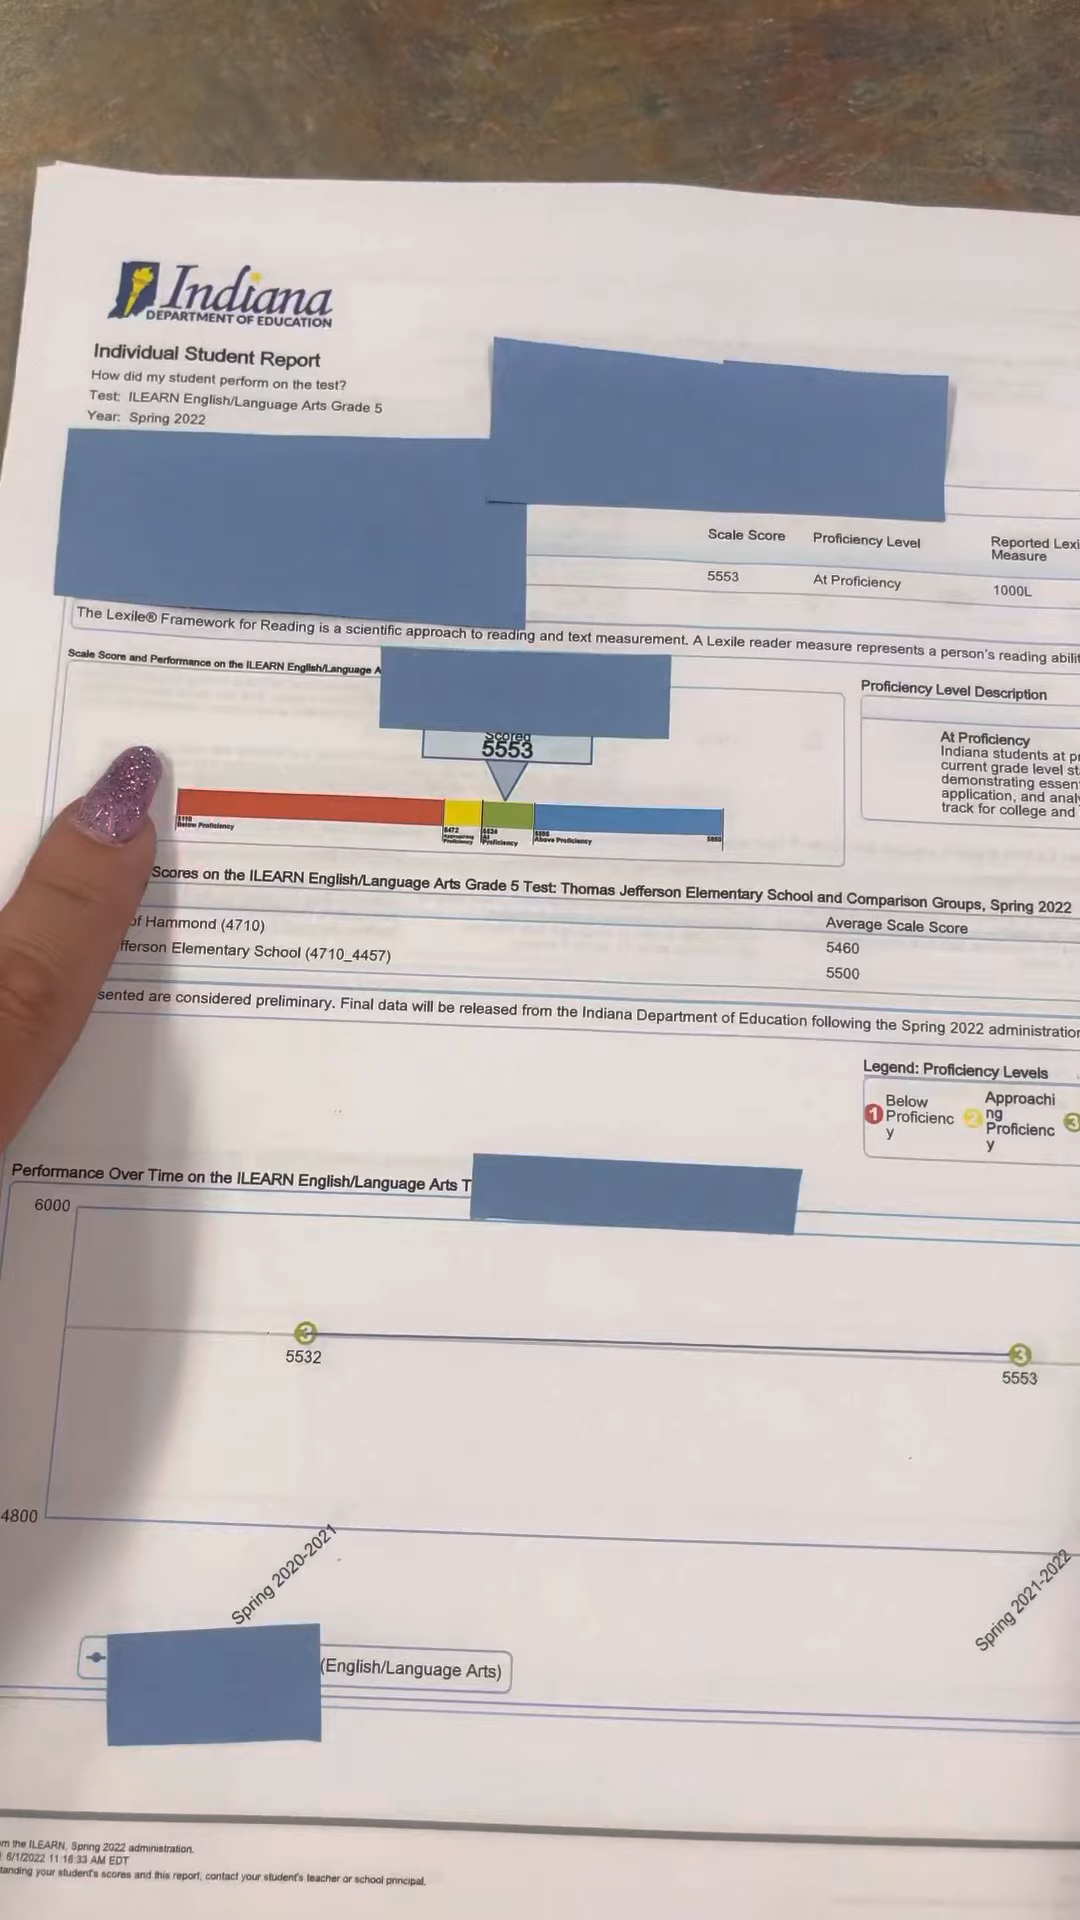 Indiana
DEPARTMENT OF EDUCATION
Individual Student Report
How did my student perform on the test?
Test: ILEARN English/Language Arts Grade 5
Year: Spring 2022
Scale Score Proficiency Level Reported Lexi
Measure
5553 At Proficiency 1000L
The Lexile® Framework for Reading is a scientific approach to reading and text measurement. A Lexile reader measure represents a person's reading abilit
Scale Score and Performance on the ILEARN English/Language A
Scored
5553
5110
Below Proficiency
5472
Approaching
Proficiency
5524
At
Proficiency
Above Proficiency
Proficiency Level Description
At Proficiency
Indiana students at p
current grade level st
demonstrating essen
application, and anal
track for college and
Scores on the ILEARN English/Language Arts Grade 5 Test: Thomas Jefferson Elementary School and Comparison Groups, Spring 2022
Average Scale Score
of Hammond (4710) 5460
fferson Elementary School (4710_4457) 5500
sented are considered preliminary. Final data will be released from the Indiana Department of Education following the Spring 2022 administratio
Legend: Proficiency Levels
1 Below
Proficienc
y
2 Approachi
ng
Proficienc
y
3
Performance Over Time on the ILEARN English/Language Arts T
6000
3
5532
3
5553
4800
Spring 2020-2021
Spring 2021-2022
(English/Language Arts)
m the ILEARN, Spring 2022 administration.
6/1/2022 11:16:33 AM EDT
tanding your student's scores and this report, contact your student's teacher or school principal.